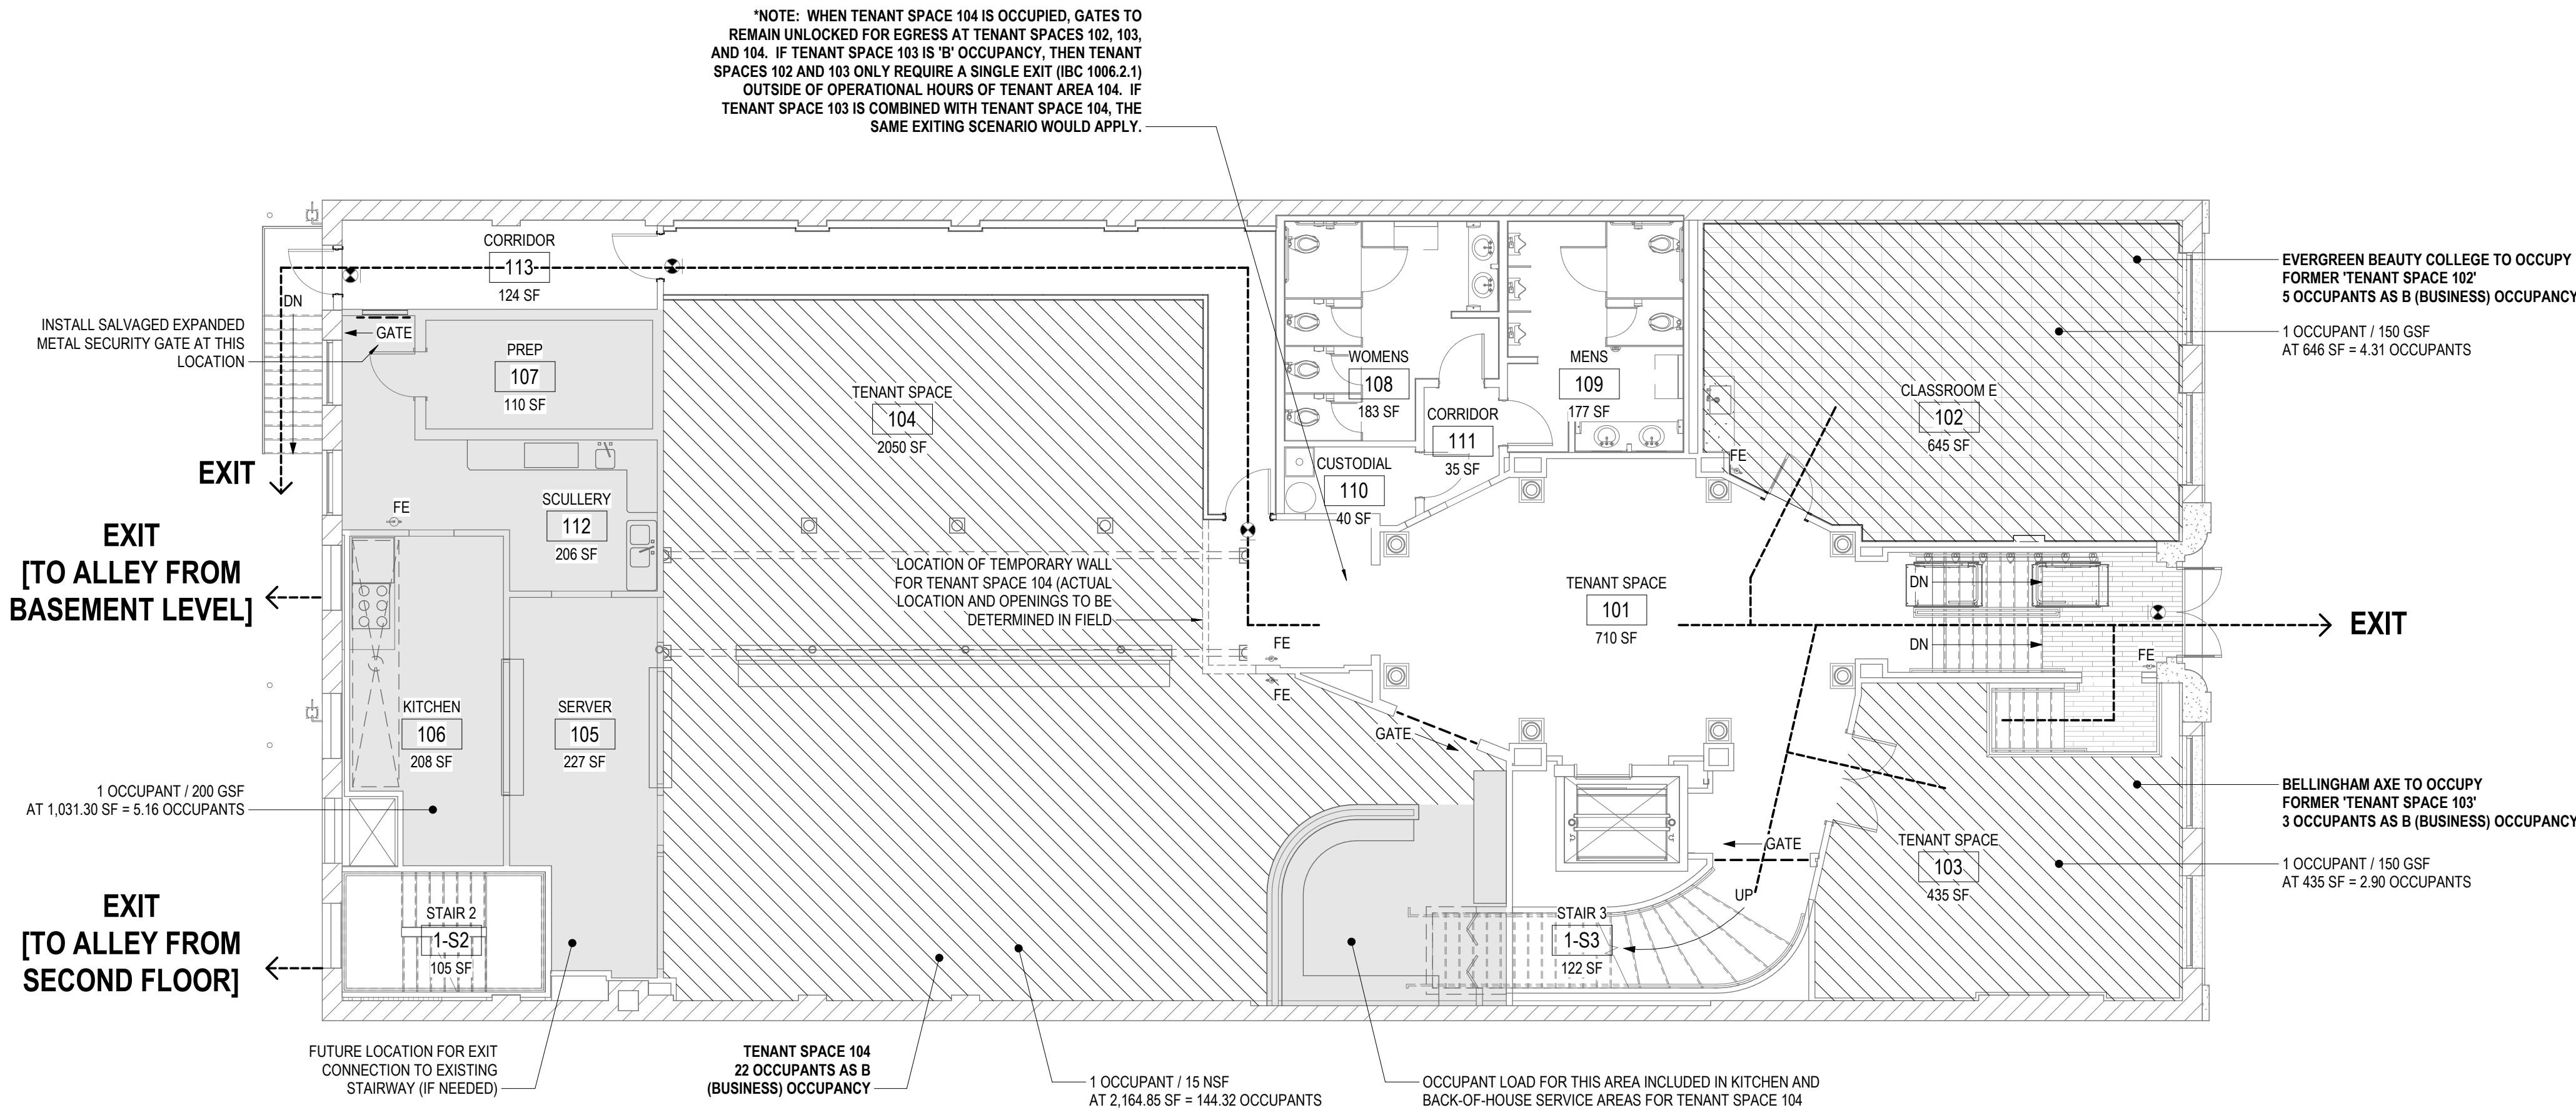 *NOTE: WHEN TENANT SPACE 104 IS OCCUPIED, GATES TO
REMAIN UNLOCKED FOR EGRESS AT TENANT SPACES 102, 103,
AND 104. IF TENANT SPACE 103 IS 'B' OCCUPANCY, THEN TENANT
SPACES 102 AND 103 ONLY REQUIRE A SINGLE EXIT (IBC 1006.2.1)
OUTSIDE OF OPERATIONAL HOURS OF TENANT AREA 104. IF
TENANT SPACE 103 IS COMBINED WITH TENANT SPACE 104, THE
SAME EXITING SCENARIO WOULD APPLY.
CORRIDOR
113
124 SF
DN
INSTALL SALVAGED EXPANDED
METAL SECURITY GATE AT THIS
LOCATION
GATE
PREP
107
110 SF
EXIT
FE
SCULLERY
112
206 SF
EXIT
[TO ALLEY FROM
BASEMENT LEVEL]
KITCHEN
106
208 SF
SERVER
105
227 SF
1 OCCUPANT / 200 GSF
AT 1,031.30 SF = 5.16 OCCUPANTS
EXIT
[TO ALLEY FROM
SECOND FLOOR]
STAIR 2
1-S2
105 SF
FUTURE LOCATION FOR EXIT
CONNECTION TO EXISTING
STAIRWAY (IF NEEDED)
TENANT SPACE
104
2050 SF
LOCATION OF TEMPORARY WALL
FOR TENANT SPACE 104 (ACTUAL
LOCATION AND OPENINGS TO BE
DETERMINED IN FIELD
TENANT SPACE 104
22 OCCUPANTS AS B
(BUSINESS) OCCUPANCY
1 OCCUPANT / 15 NSF
AT 2,164.85 SF = 144.32 OCCUPANTS
WOMENS
108
183 SF
MENS
109
177 SF
CORRIDOR
111
35 SF
CUSTODIAL
110
40 SF
FE
FE
GATE
TENANT SPACE
101
710 SF
FE
CLASSROOM E
102
645 SF
EVERGREEN BEAUTY COLLEGE TO OCCUPY
FORMER 'TENANT SPACE 102'
5 OCCUPANTS AS B (BUSINESS) OCCUPANCY
1 OCCUPANT / 150 GSF
AT 646 SF = 4.31 OCCUPANTS
DN
DN
FE
EXIT
BELLINGHAM AXE TO OCCUPY
FORMER 'TENANT SPACE 103'
3 OCCUPANTS AS B (BUSINESS) OCCUPANCY
GATE
TENANT SPACE
103
435 SF
1 OCCUPANT / 150 GSF
AT 435 SF = 2.90 OCCUPANTS
UP
STAIR 3
1-S3
122 SF
OCCUPANT LOAD FOR THIS AREA INCLUDED IN KITCHEN AND
BACK-OF-HOUSE SERVICE AREAS FOR TENANT SPACE 104